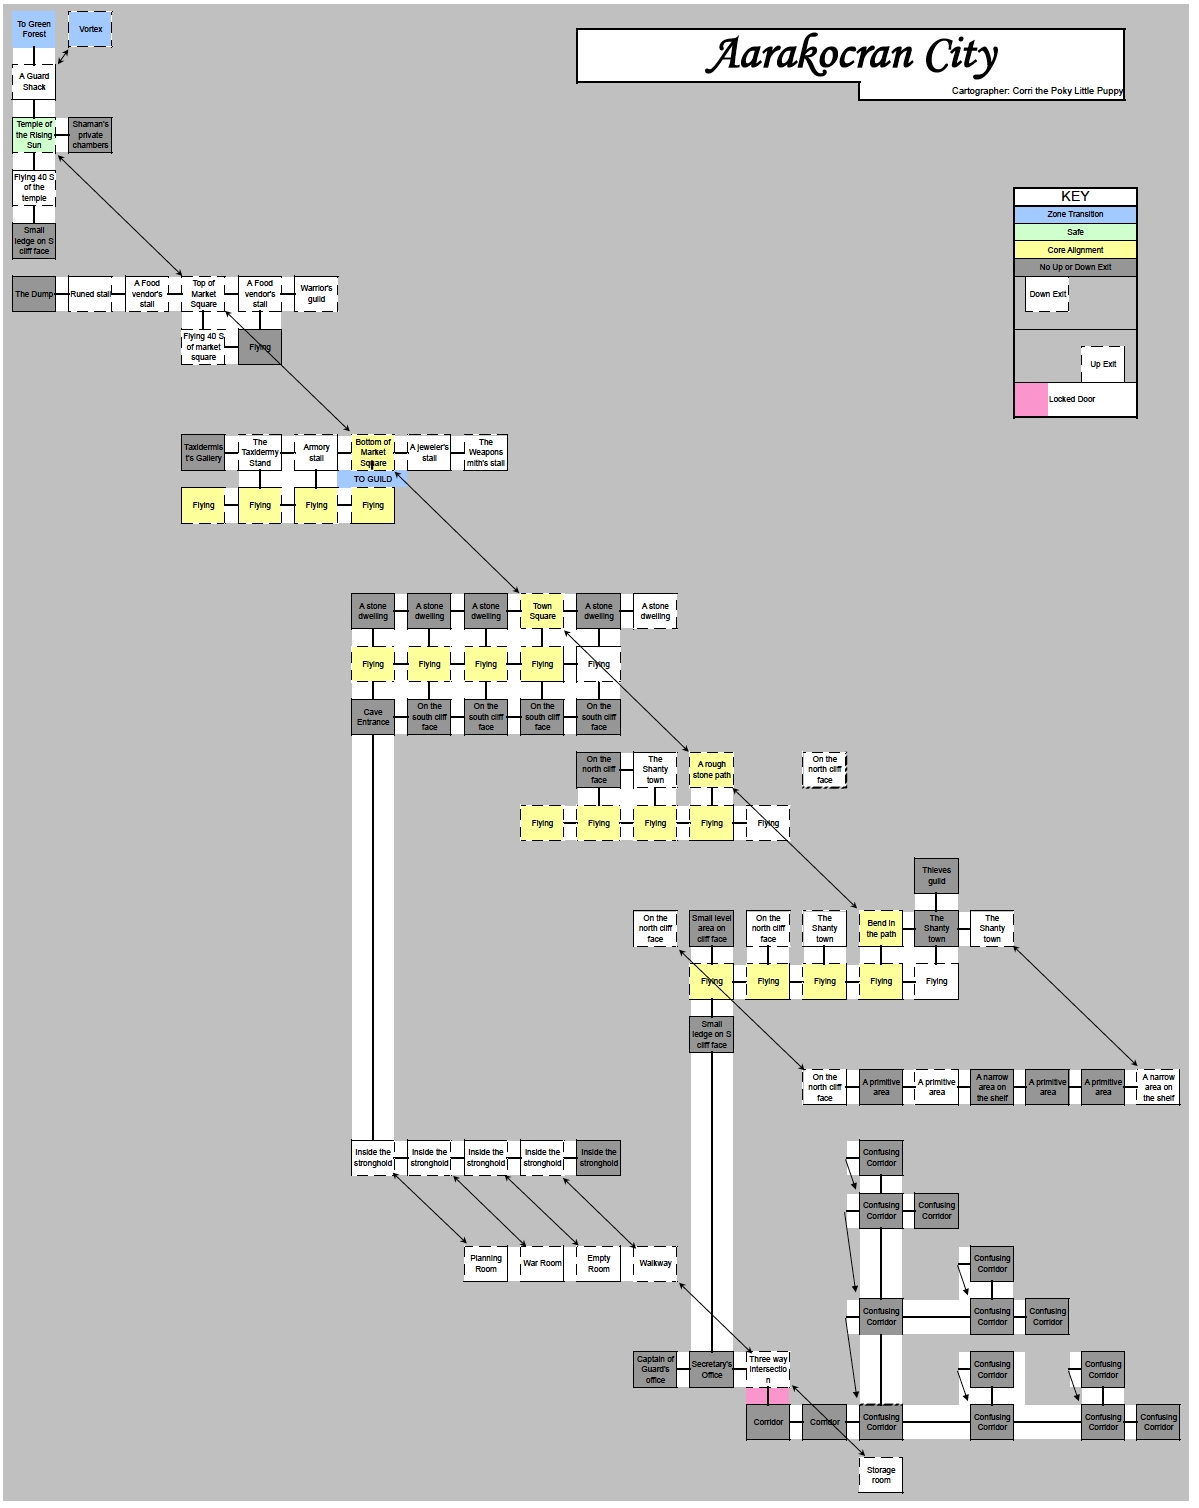 To Green
Forest
Vortex
Aarakocran City
Cartographer: Corri the Poky Little Puppy
A Guard
Shack
Temple of
the Rising
Sun
Shaman's
private
chambers
Flying 40 S
of the
temple
Small
ledge on S
cliff face
KEY
Zone Transition
Safe
Core Alignment
No Up or Down Exit
Down Exit
Up Exit
Locked Door
The Dump
Runed stall
A Food
vendor's
stall
Top of
Market
Square
A Food
vendor's
stall
Warrior's
guild
Flying 40 S
of market
square
Flying
Taxidermis
t's Gallery
The
Taxidermy
Stand
Armory
stall
Bottom of
Market
Square
A jeweler's
stall
The
Weapons
mith's stall
TO GUILD
Flying
Flying
Flying
Flying
A stone
dwelling
A stone
dwelling
A stone
dwelling
Town
Square
A stone
dwelling
A stone
dwelling
Flying
Flying
Flying
Flying
Flying
Cave
Entrance
On the
south cliff
face
On the
south cliff
face
On the
south cliff
face
On the
south cliff
face
On the
north cliff
face
The
Shanty
town
A rough
stone path
On the
north cliff
face
Flying
Flying
Flying
Flying
Flying
Thieves
guild
On the
north cliff
face
Small level
area on
cliff face
On the
north cliff
face
The
Shanty
town
Bend in
the path
The
Shanty
town
The
Shanty
town
Flying
Flying
Flying
Flying
Flying
Small
ledge on S
cliff face
On the
north cliff
face
A primitive
area
A primitive
area
A narrow
area on
the shelf
A primitive
area
A primitive
area
A narrow
area on
the shelf
Inside the
stronghold
Inside the
stronghold
Inside the
stronghold
Inside the
stronghold
Inside the
stronghold
Confusing
Corridor
Confusing
Corridor
Confusing
Corridor
Planning
Room
War Room
Empty
Room
Walkway
Confusing
Corridor
Confusing
Corridor
Confusing
Corridor
Confusing
Corridor
Captain of
Guard's
office
Secretary's
Office
Three way
intersectio
n
Confusing
Corridor
Confusing
Corridor
Corridor
Corridor
Confusing
Corridor
Confusing
Corridor
Confusing
Corridor
Confusing
Corridor
Storage
room